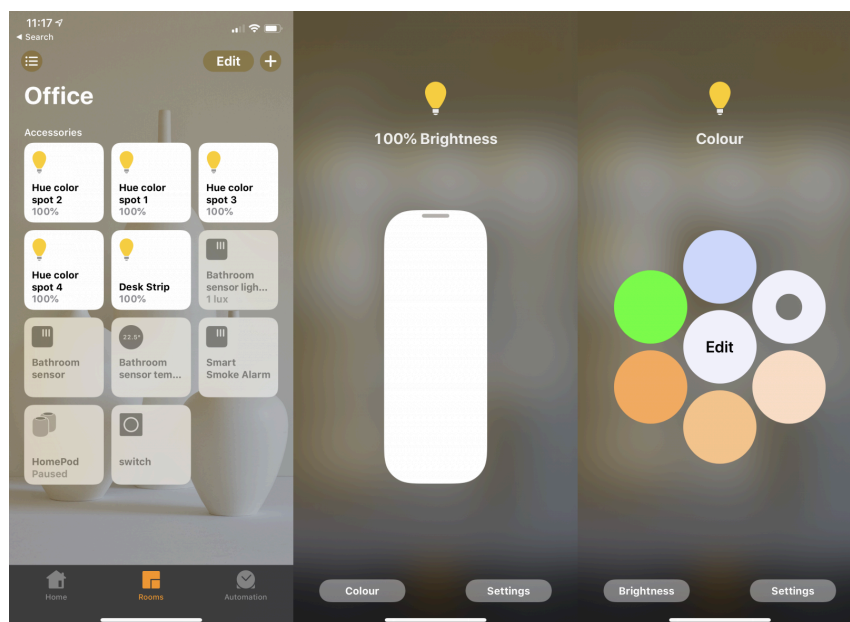 11:17
Search
Edit
Office
Accessories
Hue color
spot 2
100%
Hue color
spot 1
100%
Hue color
spot 3
100%
Hue color
spot 4
100%
Desk Strip
100%
Bathroom
sensor ligh...
1 lux
Bathroom
sensor
22.5°
Bathroom
sensor tem...
Smart
Smoke Alarm
HomePod
Paused
switch
Home
Rooms
Automation
100% Brightness
Colour
Settings
Colour
Edit
Brightness
Settings